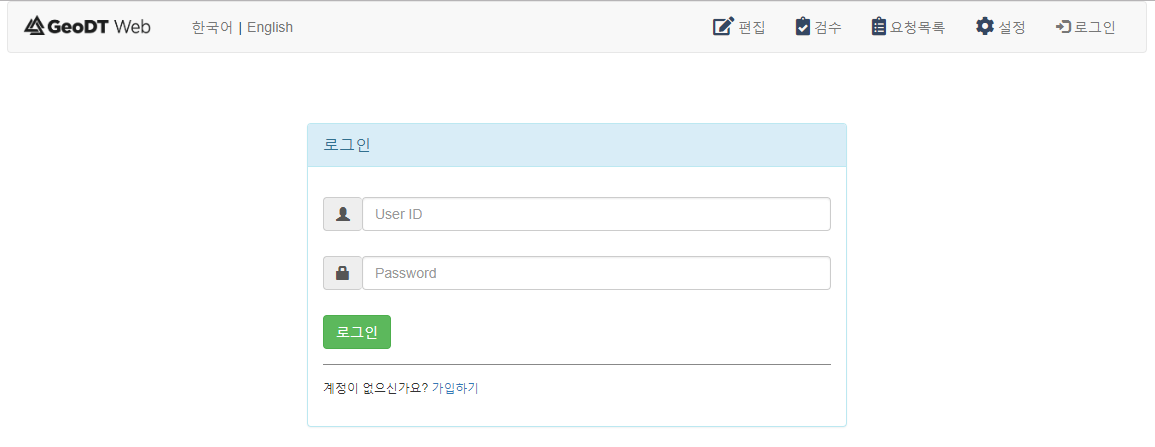 GeoDT Web 한국어 | English 편집 검수 요청목록 설정 로그인
로그인
User ID
Password
로그인
계정이 없으신가요? 가입하기